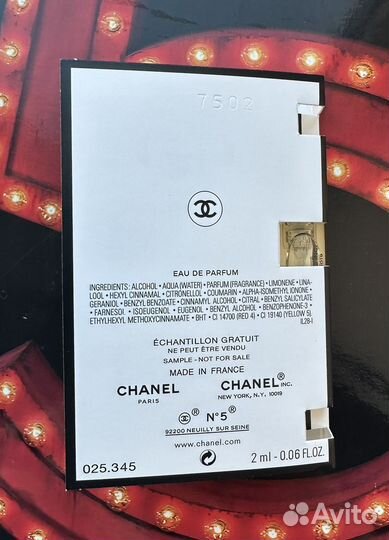 7502
EAU DE PARFUM
INGREDIENTS: ALCOHOL • AQUA (WATER) • PARFUM (FRAGRANCE) • LIMONENE • LINA-
LOOL • HEXYL CINNAMAL • CITRONELLOL • COUMARIN • ALPHA-ISOMETHYL IONONE •
GERANIOL • BENZYL BENZOATE • CINNAMYL ALCOHOL • CITRAL • BENZYL SALICYLATE
• FARNESOL • ISOEUGENOL • EUGENOL • BENZYL ALCOHOL • BENZOPHENONE-3 •
ETHYLHEXYL METHOXYCINNAMATE • BHT • CI 14700 (RED 4) • CI 19140 (YELLOW 5)
IL28-I
ÉCHANTILLON GRATUIT
NE PEUT ÊTRE VENDU
SAMPLE - NOT FOR SALE
MADE IN FRANCE
CHANEL CHANEL® INC.
PARIS NEW YORK, N.Y. 10019
® N°5®
92200 NEUILLY SUR SEINE
www.chanel.com
025.345 2 ml - 0.06 FL.OZ.
Avito